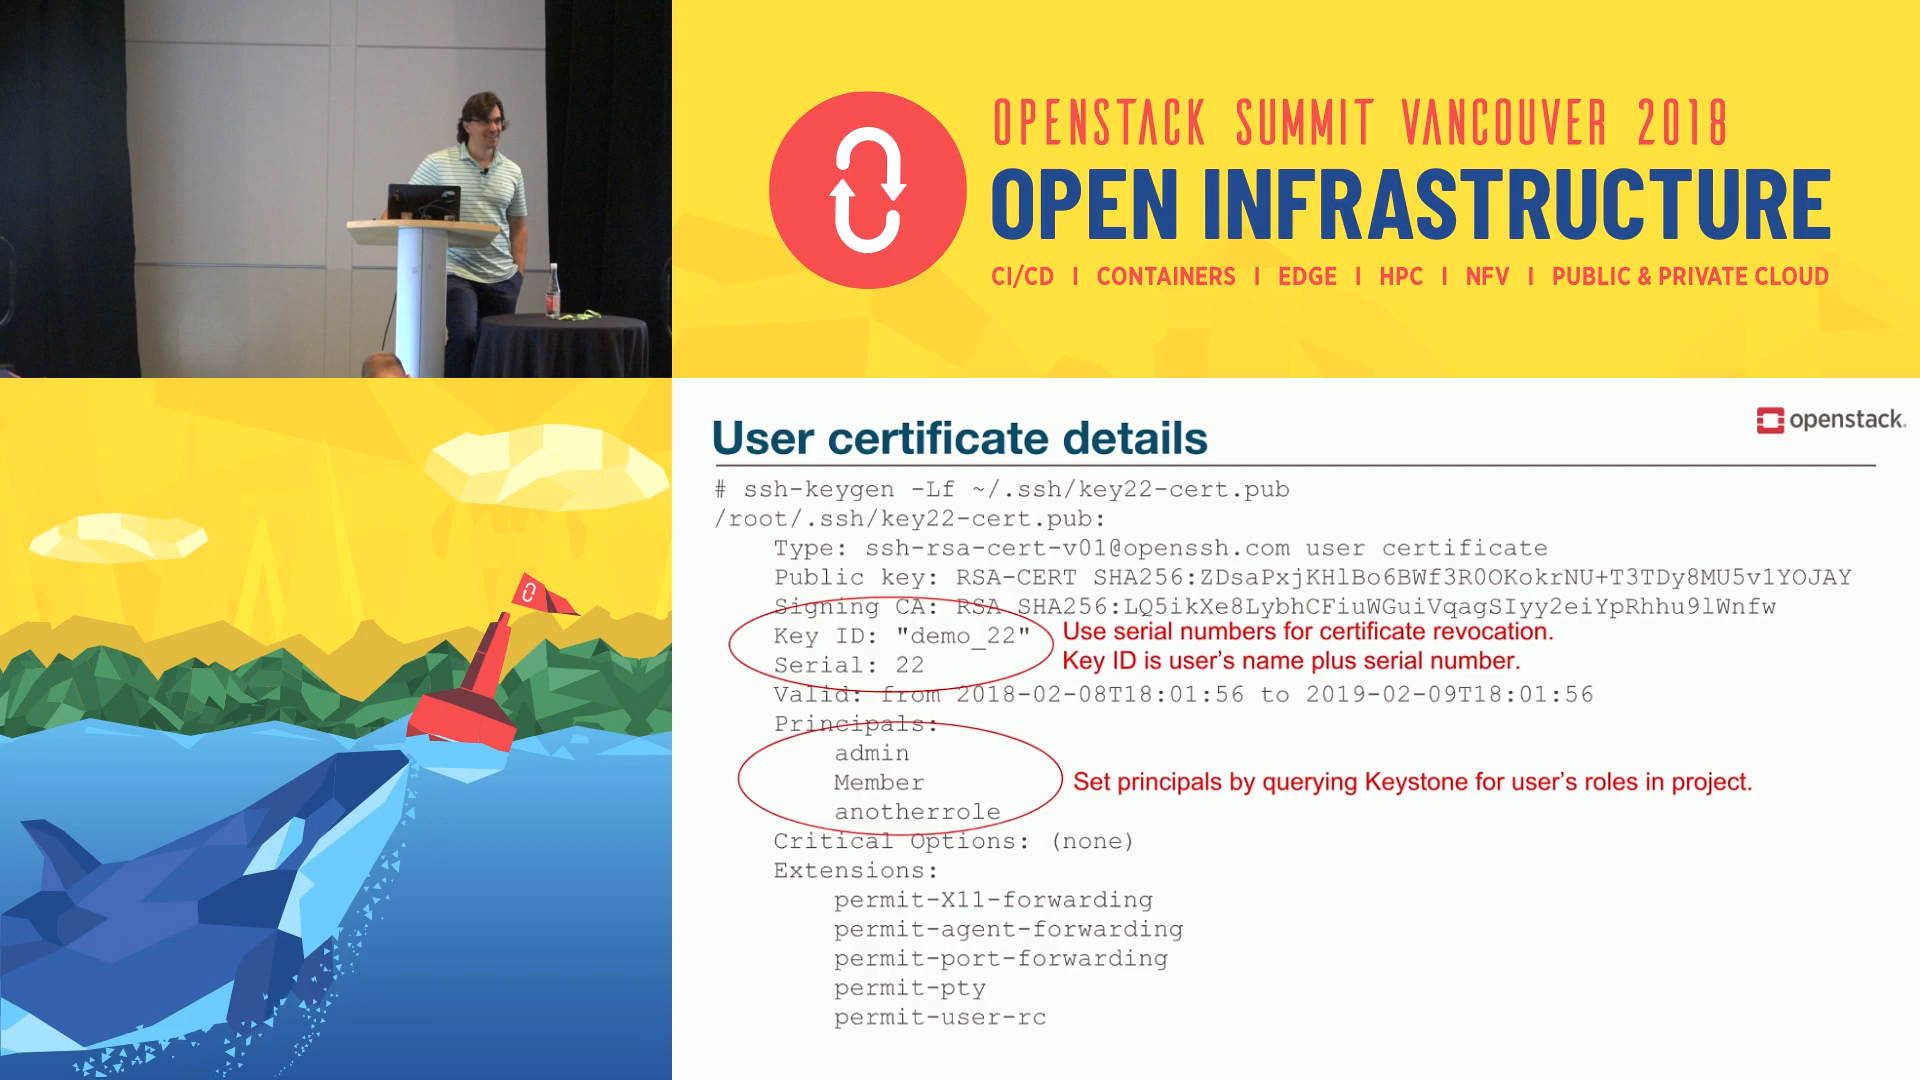 OPENSTACK SUMMIT VANCOUVER 2018
OPEN INFRASTRUCTURE
CI/CD I CONTAINERS I EDGE I HPC I NFV I PUBLIC & PRIVATE CLOUD
openstack.
User certificate details
# ssh-keygen -Lf ~/.ssh/key22-cert.pub
/root/.ssh/key22-cert.pub:
Type: ssh-rsa-cert-v01@openssh.com user certificate
Public key: RSA-CERT SHA256:ZDsaPxjKHlBo6BWf3R0OKokrNU+T3TDy8MU5v1YOJAY
Signing CA: RSA SHA256:LQ5ikXe8LybhCFiuWGuiVqagSIyy2eiYpRhhu9lWnfw
Key ID: "demo_22"
Serial: 22
Use serial numbers for certificate revocation.
Key ID is user's name plus serial number.
Valid: from 2018-02-08T18:01:56 to 2019-02-09T18:01:56
Principals:
admin
Member
anotherrole
Set principals by querying Keystone for user's roles in project.
Critical Options: (none)
Extensions:
permit-X11-forwarding
permit-agent-forwarding
permit-port-forwarding
permit-pty
permit-user-rc